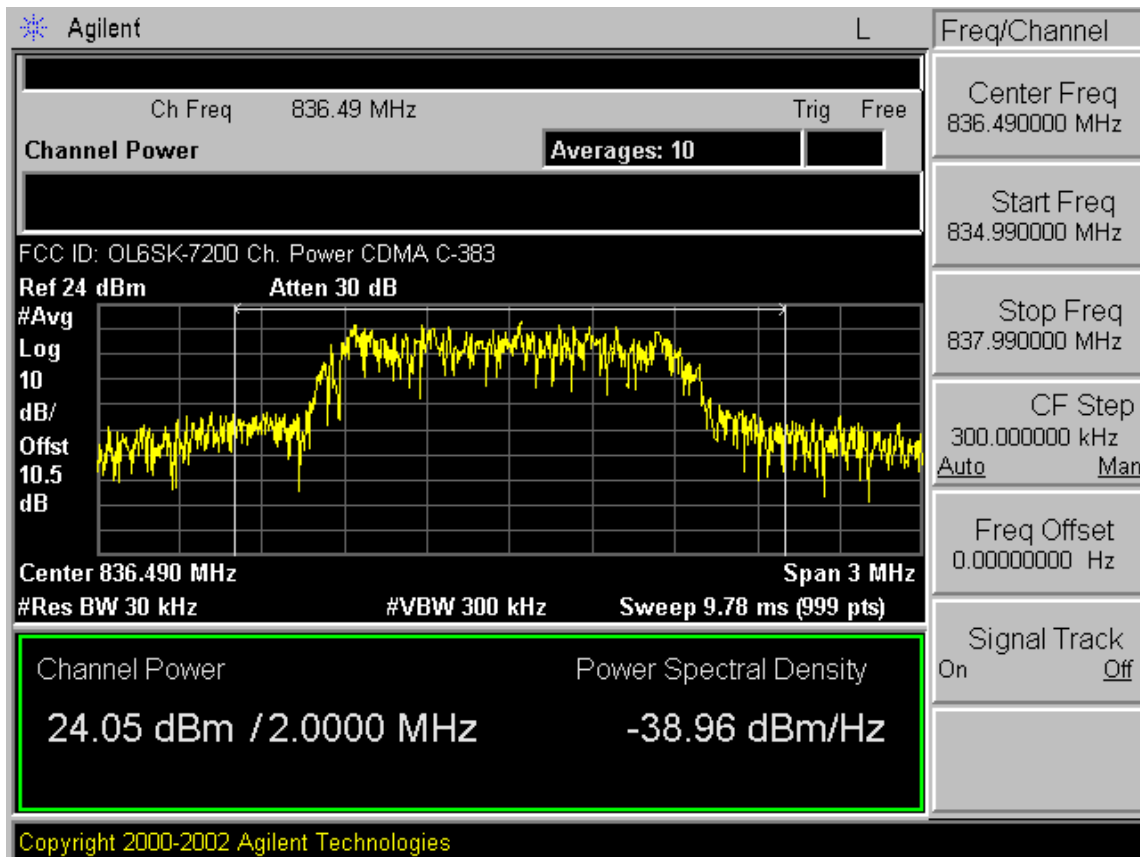 Agilent L Freq/Channel
Ch Freq 836.49 MHz Trig Free
Channel Power Averages: 10
FCC ID: OL6SK-7200 Ch. Power CDMA C-383
Ref 24 dBm Atten 30 dB
#Avg
Log
10
dB/
Offst
10.5
dB
Center 836.490 MHz Span 3 MHz
#Res BW 30 kHz #VBW 300 kHz Sweep 9.78 ms (999 pts)
Channel Power Power Spectral Density
24.05 dBm / 2.0000 MHz -38.96 dBm/Hz
Copyright 2000-2002 Agilent Technologies
Center Freq
836.490000 MHz
Start Freq
834.990000 MHz
Stop Freq
837.990000 MHz
CF Step
300.000000 kHz
Auto Man
Freq Offset
0.00000000 Hz
Signal Track
On Off